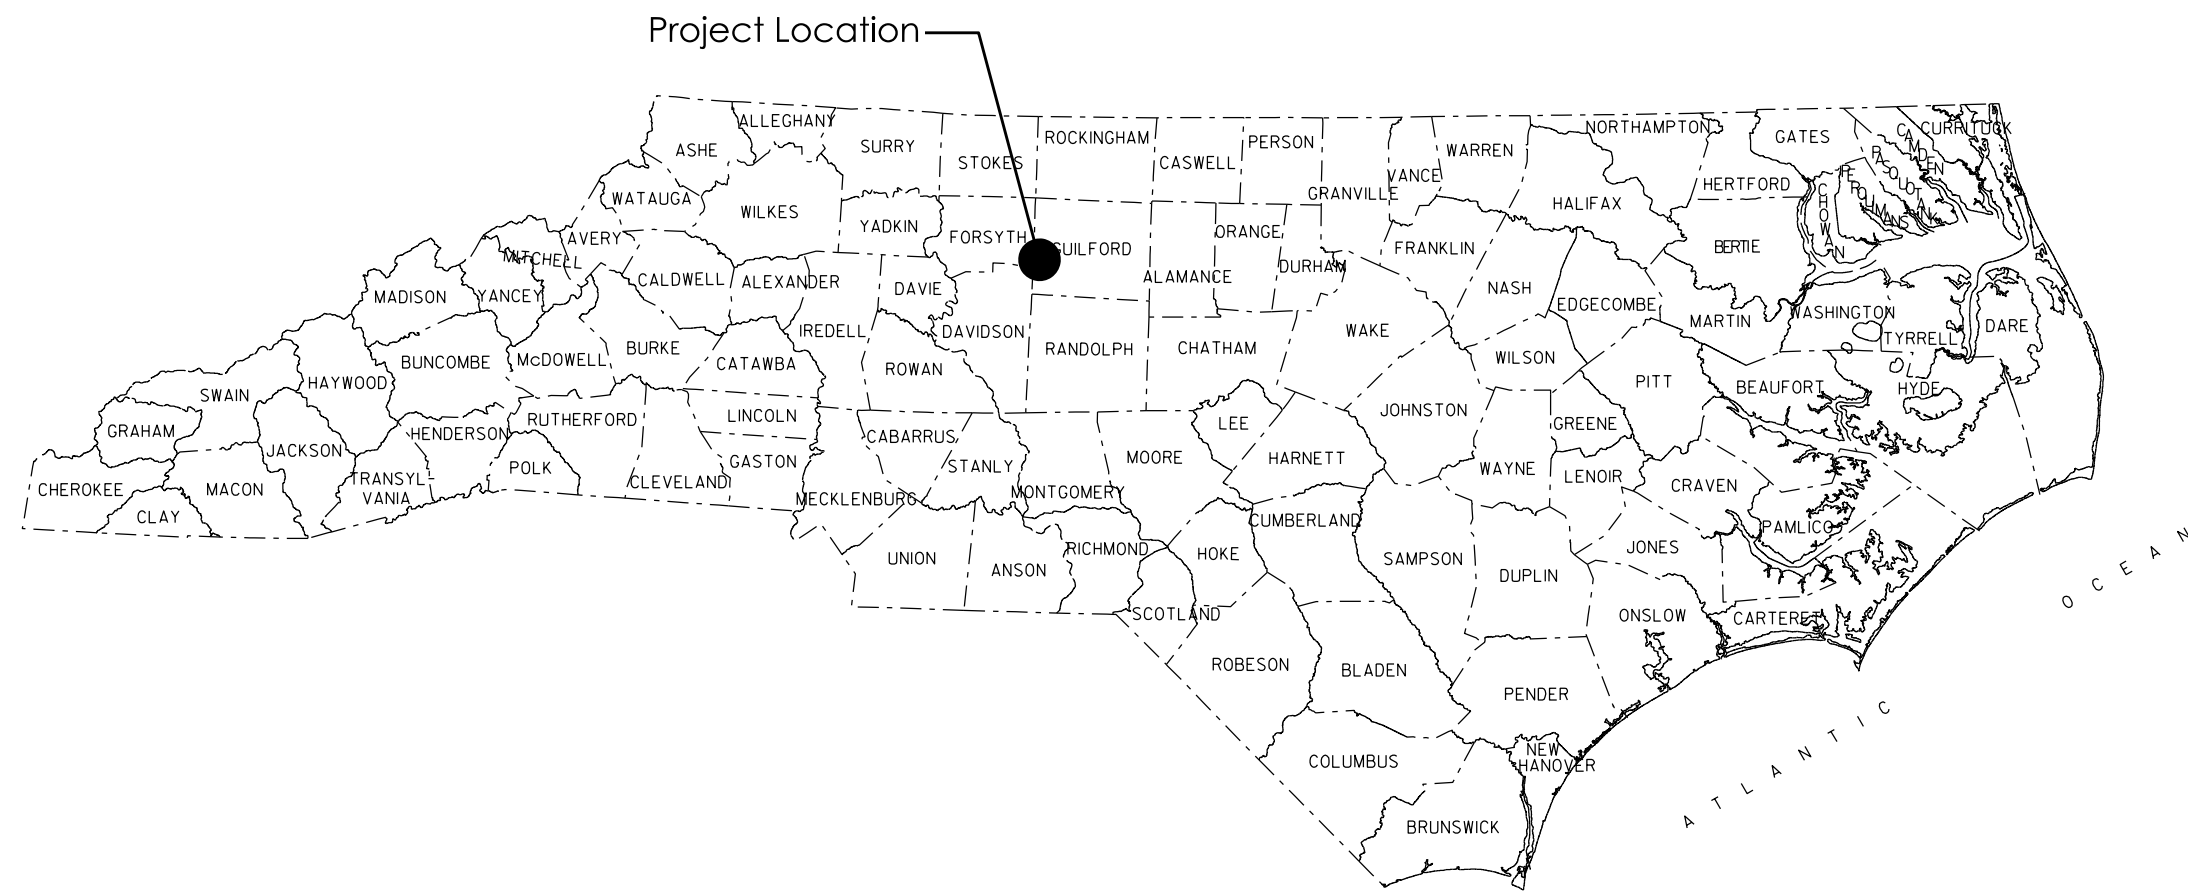 Project Location
ALLEGHANY
ASHE
SURRY
STOKES
ROCKINGHAM
CASWELL
PERSON
GRANVILLE
VANCE
WARREN
NORTHAMPTON
GATES
CAMDEN
CURRITUCK
PASQUOTANK
PERQUIMANS
CHOWAN
HERTFORD
HALIFAX
WATAUGA
WILKES
YADKIN
FORSYTH
GUILFORD
ALAMANCE
ORANGE
DURHAM
FRANKLIN
BERTIE
AVERY
MITCHELL
MADISON
YANCEY
CALDWELL
ALEXANDER
DAVIE
NASH
EDGECOMBE
MARTIN
WASHINGTON
TYRRELL
DARE
IREDELL
DAVIDSON
RANDOLPH
CHATHAM
WAKE
WILSON
BUNCOMBE
McDOWELL
BURKE
CATAWBA
ROWAN
PITT
BEAUFORT
HYDE
SWAIN
HAYWOOD
GRAHAM
JACKSON
HENDERSON
RUTHERFORD
LINCOLN
CABARRUS
LEE
JOHNSTON
GREENE
CHEROKEE
MACON
TRANSYL-
VANIA
POLK
CLEVELAND
GASTON
STANLY
MOORE
HARNETT
WAYNE
LENOIR
CRAVEN
CLAY
MECKLENBURG
MONTGOMERY
CUMBERLAND
PAMLICO
UNION
ANSON
RICHMOND
HOKE
SAMPSON
DUPLIN
JONES
SCOTLAND
ONSLOW
CARTERET
ROBESON
BLADEN
PENDER
COLUMBUS
NEW
HANOVER
BRUNSWICK
ATLANTIC
OCEAN